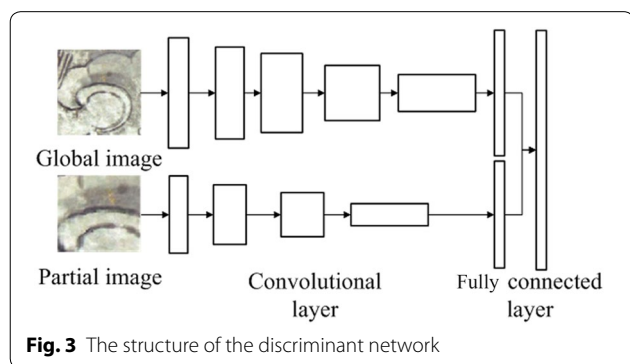 Global image
Partial image
Convolutional
layer
Fully connected
layer
Fig. 3 The structure of the discriminant network